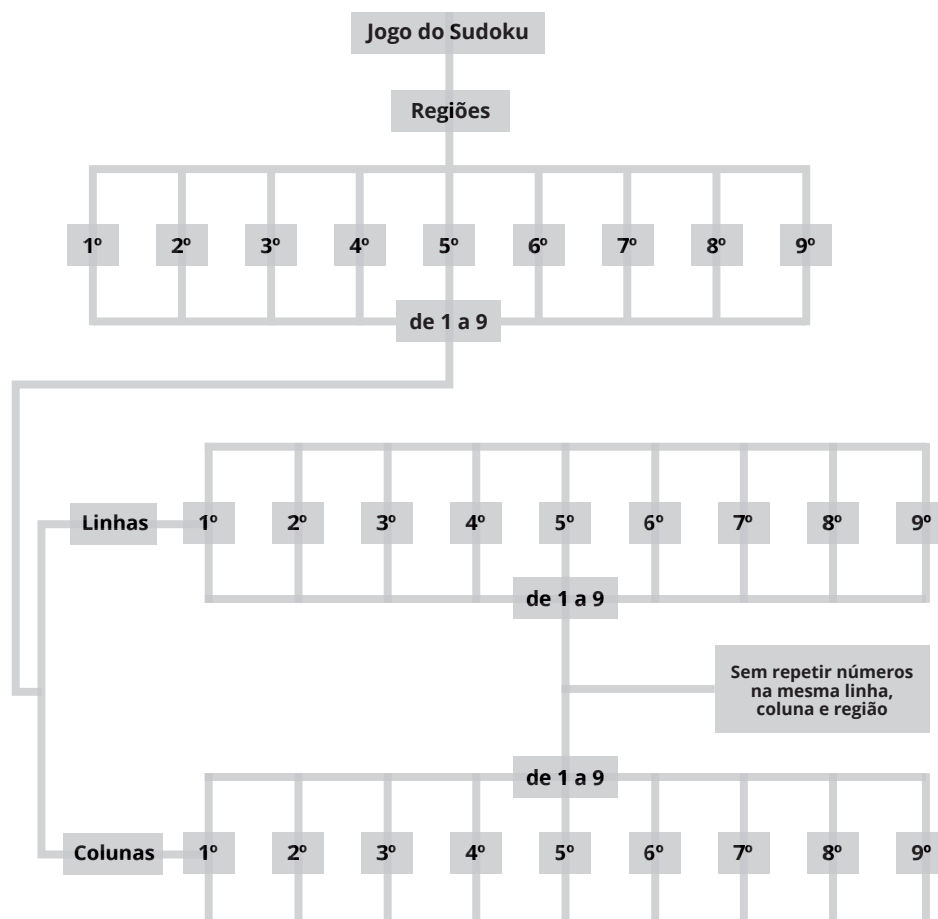 Jogo do Sudoku
Regiões
1º 2º 3º 4º 5º 6º 7º 8º 9º
de 1 a 9
Linhas 1º 2º 3º 4º 5º 6º 7º 8º 9º
de 1 a 9
Sem repetir números
na mesma linha,
coluna e região
de 1 a 9
Colunas 1º 2º 3º 4º 5º 6º 7º 8º 9º